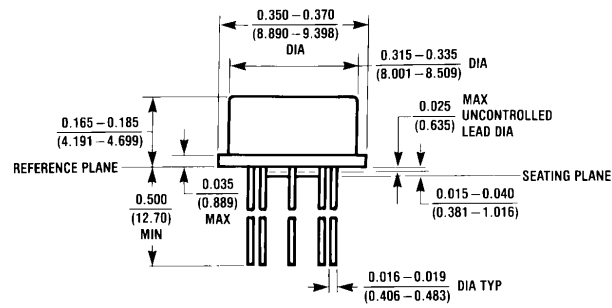 0.350 – 0.370
(8.890 – 9.398)
DIA
0.315 – 0.335
(8.001 – 8.509)
DIA
0.165 – 0.185
(4.191 – 4.699)
0.025
(0.635)
MAX
UNCONTROLLED
LEAD DIA
REFERENCE PLANE
SEATING PLANE
0.035
(0.889)
MAX
0.500
(12.70)
MIN
0.015 – 0.040
(0.381 – 1.016)
0.016 – 0.019
(0.406 – 0.483)
DIA TYP